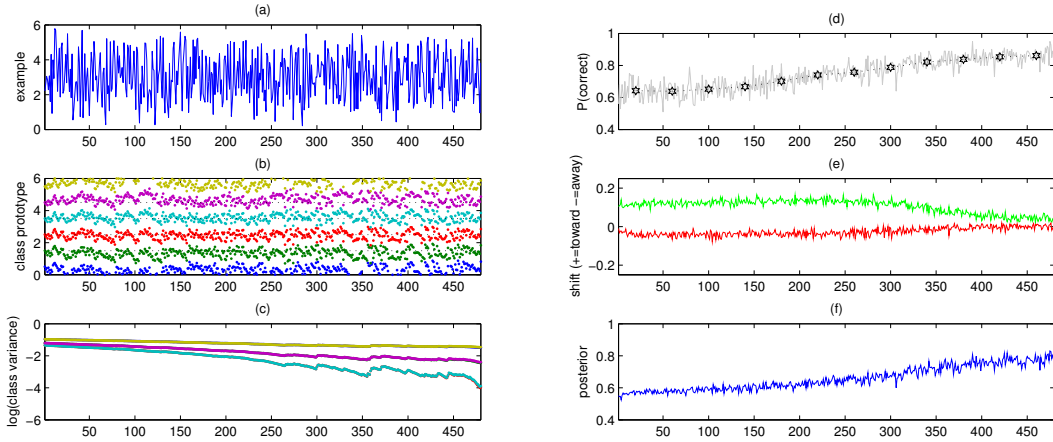 (a)
example
0
2
4
6
50 100 150 200 250 300 350 400 450
(b)
class prototype
0
2
4
6
50 100 150 200 250 300 350 400 450
(c)
log(class variance)
−6
−4
−2
0
50 100 150 200 250 300 350 400 450
(d)
P(correct)
0.4
0.6
0.8
1
50 100 150 200 250 300 350 400 450
(e)
shift (+=toward −=away)
−0.2
0
0.2
50 100 150 200 250 300 350 400 450
(f)
posterior
0.4
0.6
0.8
1
50 100 150 200 250 300 350 400 450